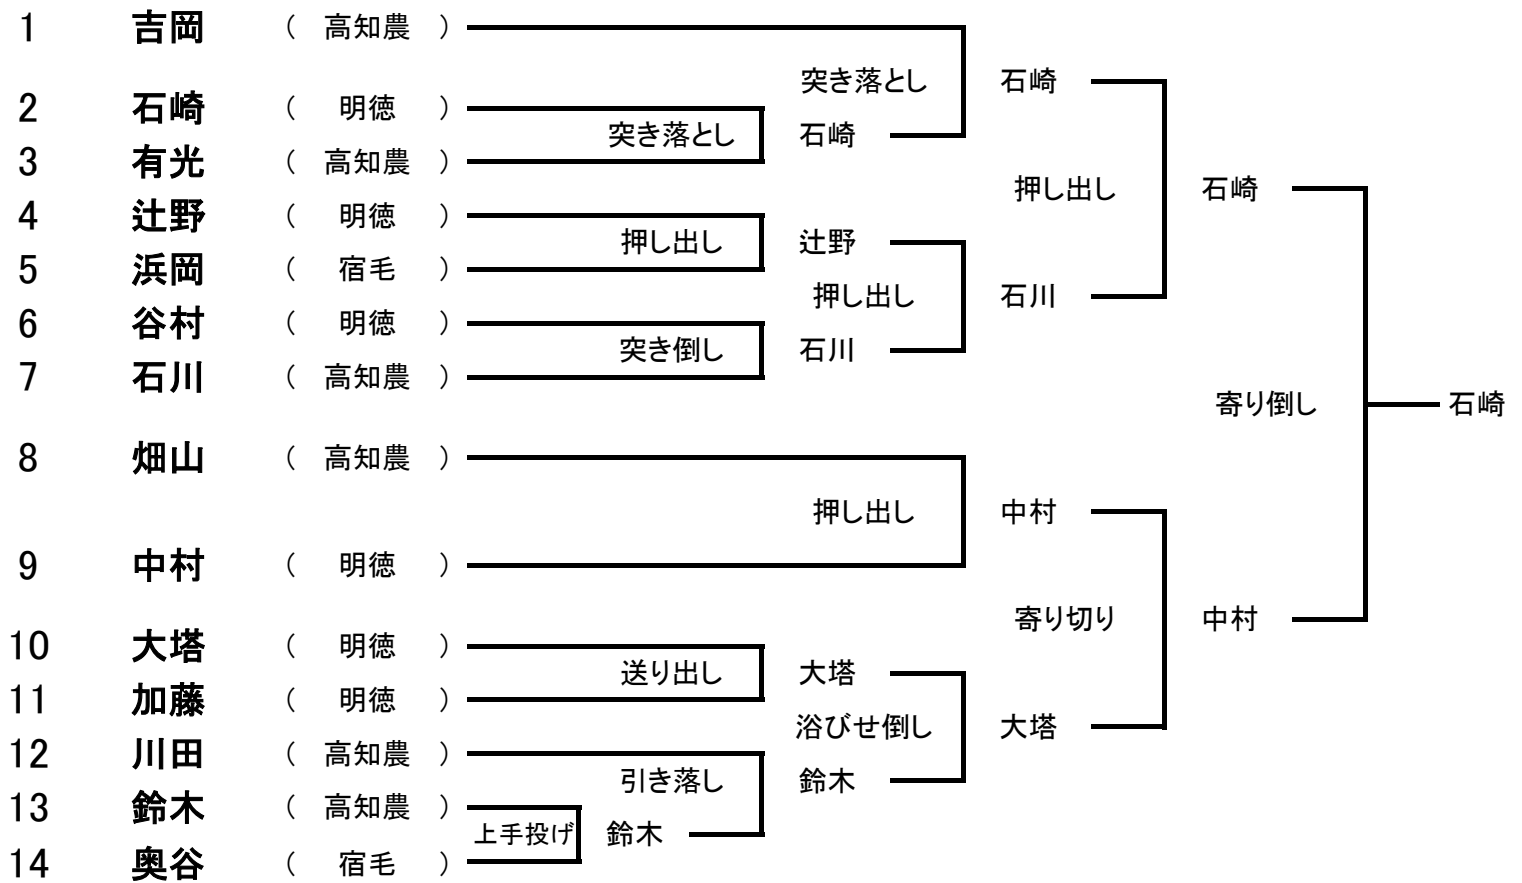 1 吉岡 （ 高知農 ）
突き落とし 石崎
2 石崎 （ 明徳 ）
突き落とし 石崎
3 有光 （ 高知農 ）
押し出し 石崎
4 辻野 （ 明徳 ）
押し出し 辻野
5 浜岡 （ 宿毛 ）
押し出し 石川
6 谷村 （ 明徳 ）
突き倒し 石川
7 石川 （ 高知農 ）
寄り倒し 石崎
8 畑山 （ 高知農 ）
押し出し 中村
9 中村 （ 明徳 ）
寄り切り 中村
10 大塔 （ 明徳 ）
送り出し 大塔
11 加藤 （ 明徳 ）
浴びせ倒し 大塔
12 川田 （ 高知農 ）
引き落し 鈴木
13 鈴木 （ 高知農 ）
上手投げ 鈴木
14 奥谷 （ 宿毛 ）